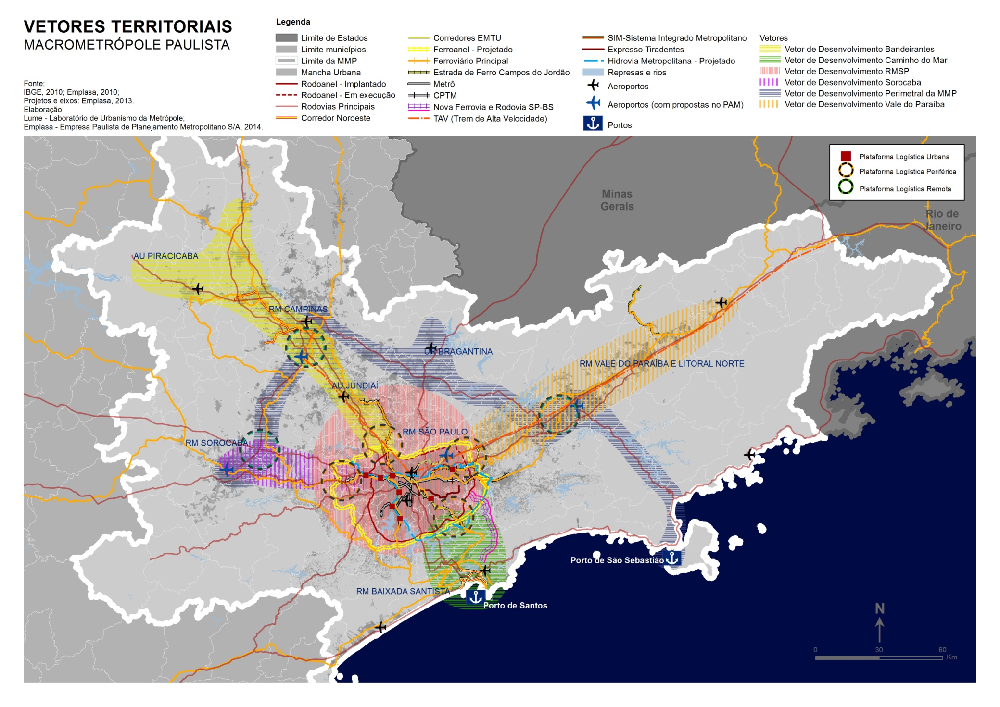 VETORES TERRITORIAIS
MACROMETRÓPOLE PAULISTA
Fonte:
IBGE, 2010; Emplasa, 2010;
Projetos e eixos: Emplasa, 2013.
Elaboração:
Lume - Laboratório de Urbanismo da Metrópole;
Emplasa - Empresa Paulista de Planejamento Metropolitano S/A, 2014.
Legenda
Limite de Estados
Limite municípios
Limite da MMP
Mancha Urbana
Rodoanel - Implantado
Rodoanel - Em execução
Rodovias Principais
Corredor Noroeste
Corredores EMTU
Ferroanel - Projetado
Ferroviário Principal
Estrada de Ferro Campos do Jordão
Metrô
CPTM
Nova Ferrovia e Rodovia SP-BS
TAV (Trem de Alta Velocidade)
SIM-Sistema Integrado Metropolitano
Expresso Tiradentes
Hidrovia Metropolitana - Projetado
Represas e rios
Aeroportos
Aeroportos (com propostas no PAM)
Portos
Vetores
Vetor de Desenvolvimento Bandeirantes
Vetor de Desenvolvimento Caminho do Mar
Vetor de Desenvolvimento RMSP
Vetor de Desenvolvimento Sorocaba
Vetor de Desenvolvimento Perimetral da MMP
Vetor de Desenvolvimento Vale do Paraíba
Plataforma Logística Urbana
Plataforma Logística Periférica
Plataforma Logística Remota
Minas
Gerais
Rio de
Janeiro
AU PIRACICABA
RM CAMPINAS
UR BRAGANTINA
RM VALE DO PARAÍBA E LITORAL NORTE
AU JUNDIAÍ
RM SÃO PAULO
RM SOROCABA
Porto de São Sebastião
RM BAIXADA SANTISTA
Porto de Santos
N
0 30 60
Km